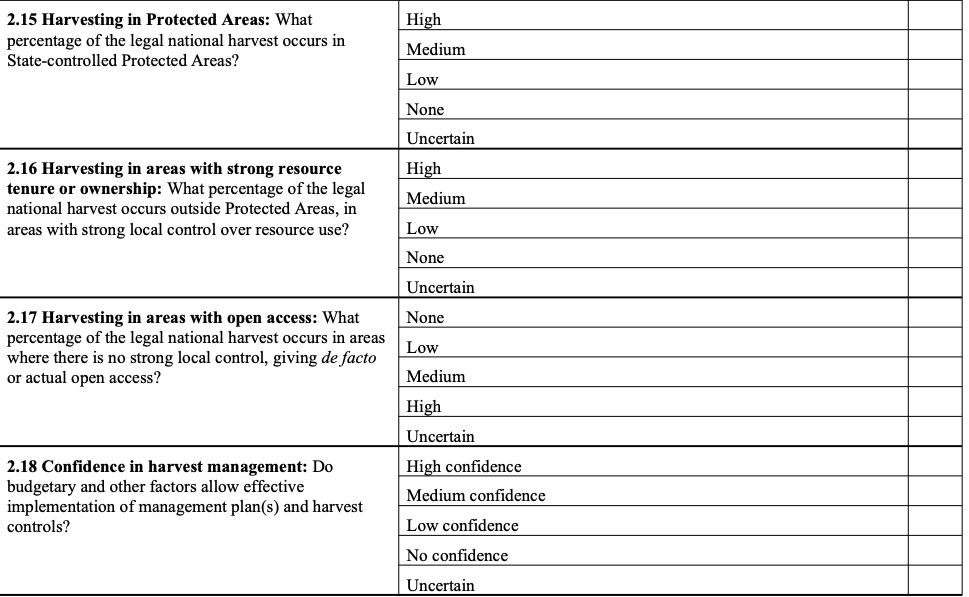 2.15 Harvesting in Protected Areas: What
percentage of the legal national harvest occurs in
State-controlled Protected Areas?
High
Medium
Low
None
Uncertain
2.16 Harvesting in areas with strong resource
tenure or ownership: What percentage of the legal
national harvest occurs outside Protected Areas, in
areas with strong local control over resource use?
High
Medium
Low
None
Uncertain
2.17 Harvesting in areas with open access: What
percentage of the legal national harvest occurs in areas
where there is no strong local control, giving de facto
or actual open access?
None
Low
Medium
High
Uncertain
2.18 Confidence in harvest management: Do
budgetary and other factors allow effective
implementation of management plan(s) and harvest
controls?
High confidence
Medium confidence
Low confidence
No confidence
Uncertain